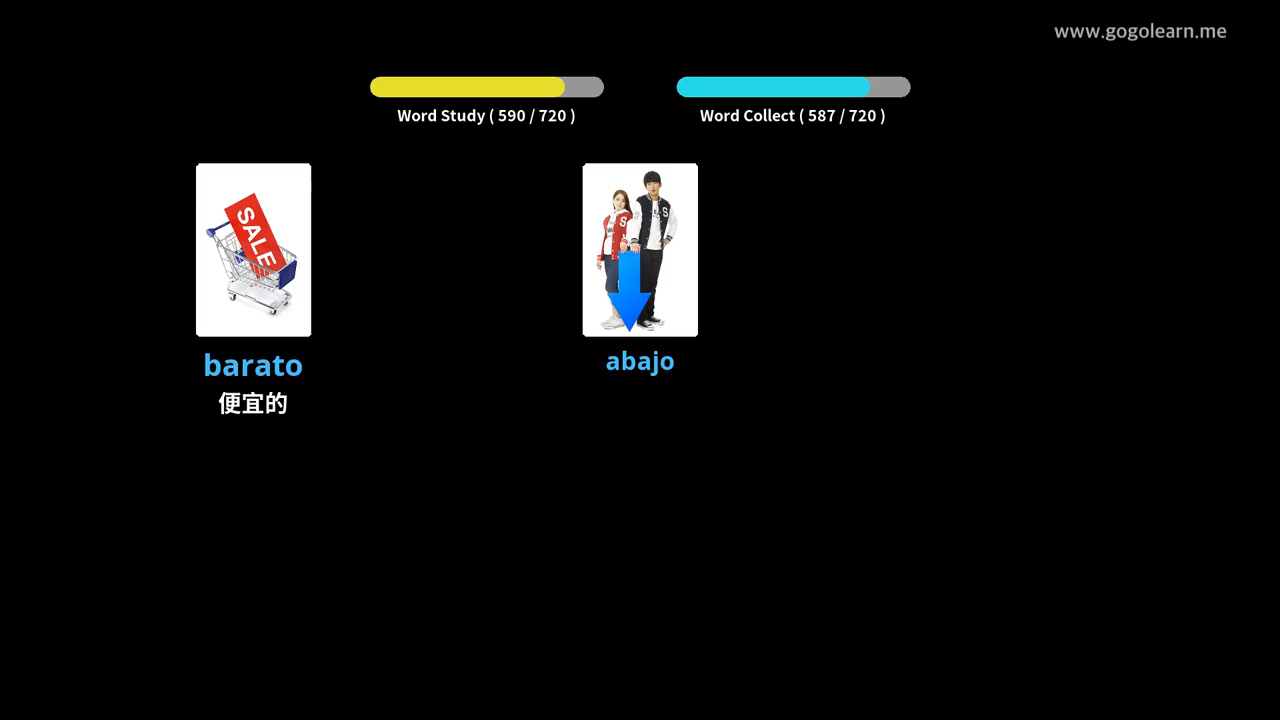 www.gogolearn.me
Word Study ( 590 / 720 )
Word Collect ( 587 / 720 )
SALE
S
S
barato
便宜的
abajo